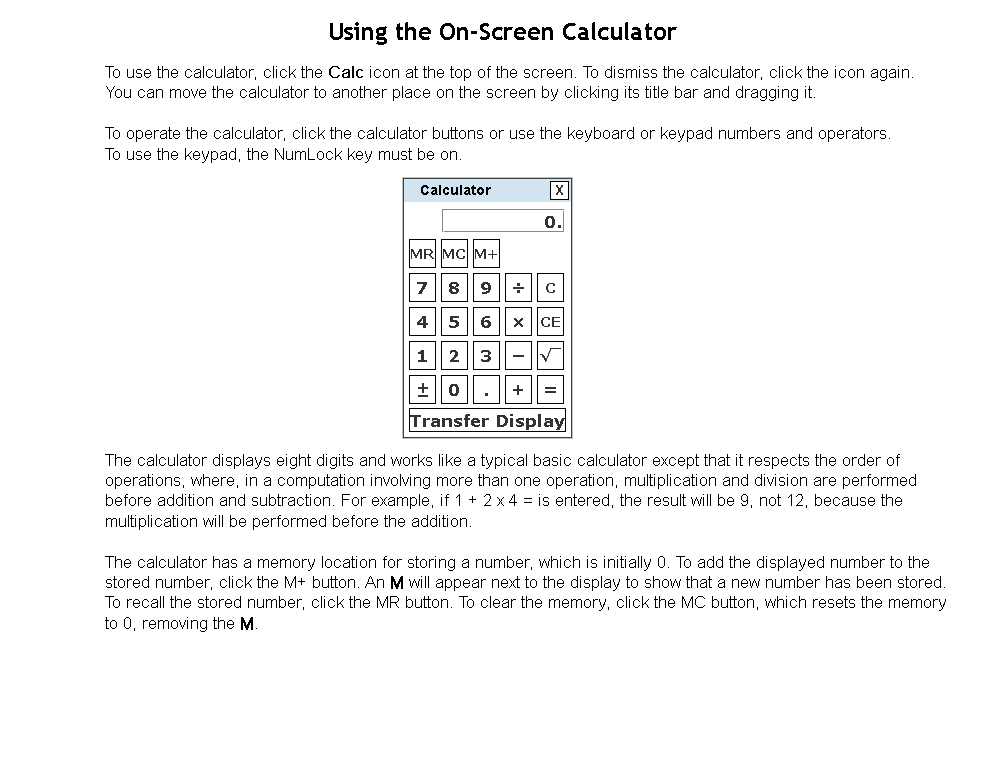 Using the On-Screen Calculator
To use the calculator, click the Calc icon at the top of the screen. To dismiss the calculator, click the icon again.
You can move the calculator to another place on the screen by clicking its title bar and dragging it.
To operate the calculator, click the calculator buttons or use the keyboard or keypad numbers and operators.
To use the keypad, the NumLock key must be on.
Calculator X
0.
MR MC M+
7 8 9 ÷ C
4 5 6 × CE
1 2 3 − √
± 0 . + =
Transfer Display
The calculator displays eight digits and works like a typical basic calculator except that it respects the order of
operations, where, in a computation involving more than one operation, multiplication and division are performed
before addition and subtraction. For example, if 1 + 2 x 4 = is entered, the result will be 9, not 12, because the
multiplication will be performed before the addition.
The calculator has a memory location for storing a number, which is initially 0. To add the displayed number to the
stored number, click the M+ button. An M will appear next to the display to show that a new number has been stored.
To recall the stored number, click the MR button. To clear the memory, click the MC button, which resets the memory
to 0, removing the M.